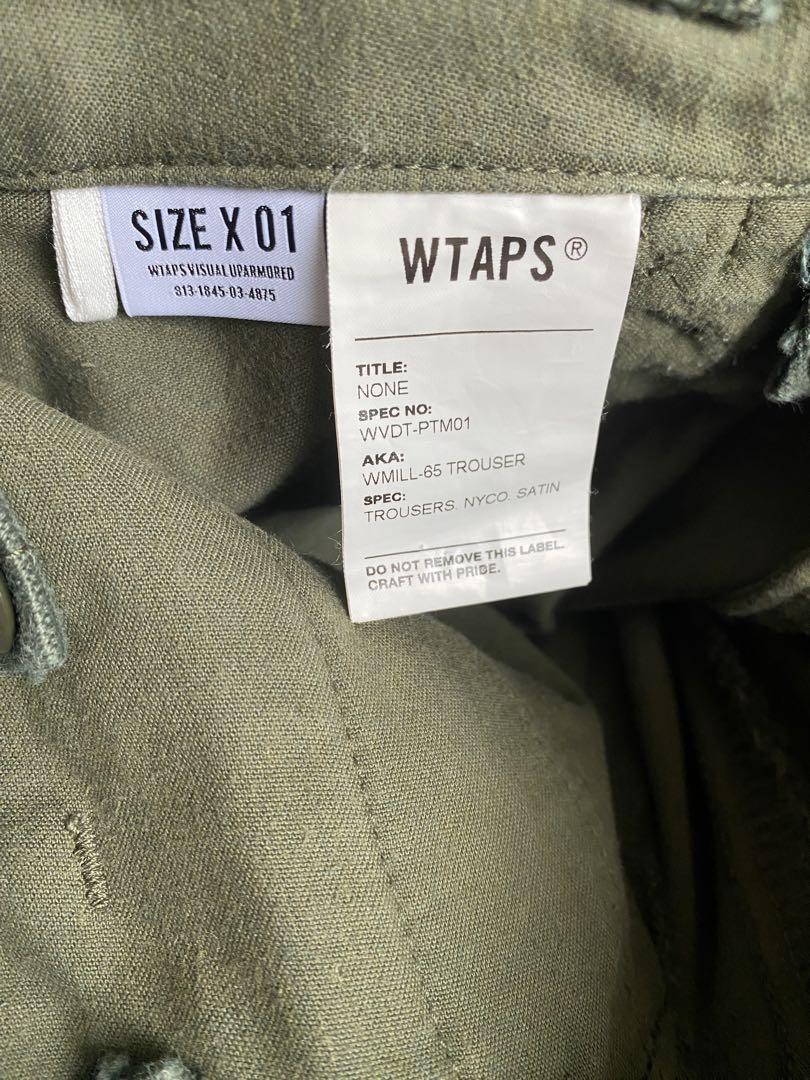 SIZE X 01
WTAPS VISUAL UPARMORED
813-1845-03-4875
WTAPS®
TITLE:
NONE
SPEC NO:
WVDT-PTM01
AKA:
WMILL-65 TROUSER
SPEC:
TROUSERS. NYCO. SATIN
DO NOT REMOVE THIS LABEL.
CRAFT WITH PRIDE.